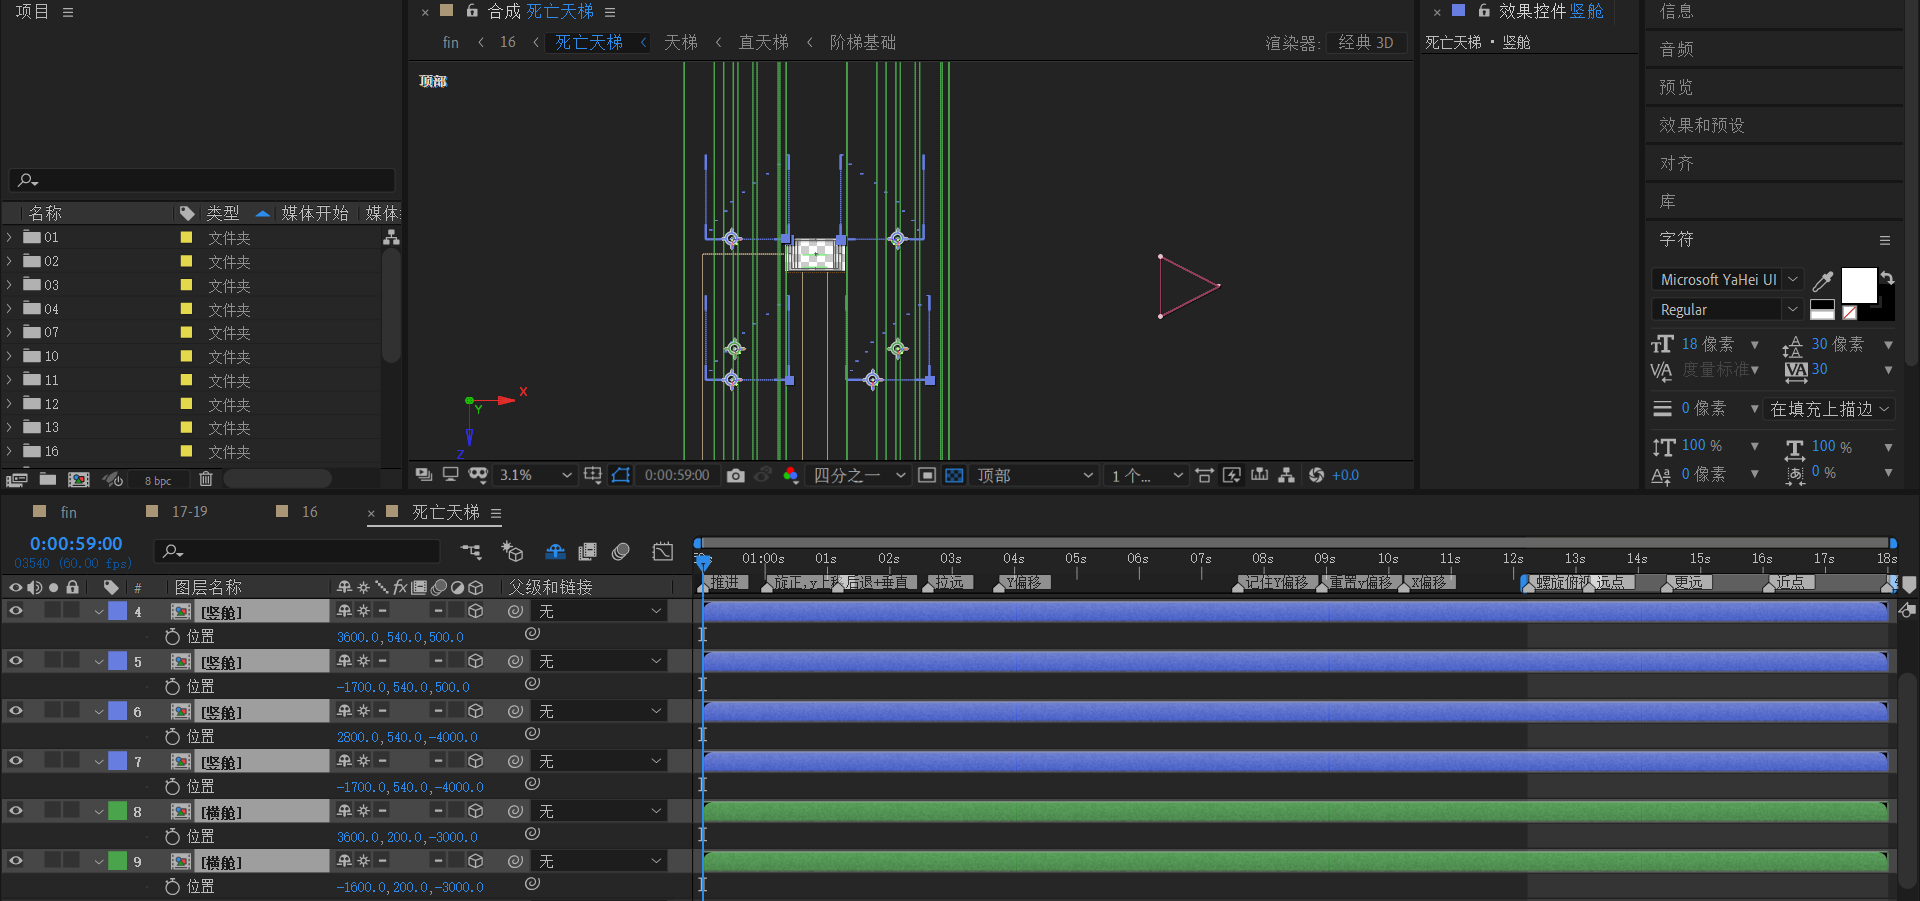 项目
合成 死亡天梯
效果控件 竖舱
信息
fin
16
死亡天梯
天梯
直天梯
阶梯基础
渲染器:
经典 3D
死亡天梯 • 竖舱
音频
预览
效果和预设
对齐
库
字符
顶部
名称
类型
媒体开始
01
文件夹
02
文件夹
03
文件夹
04
文件夹
07
文件夹
10
文件夹
11
文件夹
12
文件夹
13
文件夹
16
文件夹
8 bpc
X
Y
Z
3.1%
0:00:59:00
四分之一
顶部
1 个...
+0.0
Microsoft YaHei UI
Regular
18 像素
30 像素
度量标准
30
0 像素
在填充上描边
100 %
100 %
0 像素
0 %
fin
17-19
16
死亡天梯
0:00:59:00
03540 (60.00 fps)
01:00s
01s
02s
03s
04s
05s
06s
07s
08s
09s
10s
11s
12s
13s
14s
15s
16s
17s
18s
#
图层名称
父级和链接
推进
旋正,y上移
后退+垂直
拉远
Y偏移
记住Y偏移
重置y偏移
X偏移
螺旋俯视
远点
更远
近点
4
[竖舱]
无
位置
3600.0,540.0,500.0
5
[竖舱]
无
位置
-1700.0,540.0,500.0
6
[竖舱]
无
位置
2800.0,540.0,-4000.0
7
[竖舱]
无
位置
-1700.0,540.0,-4000.0
8
[横舱]
无
位置
3600.0,200.0,-3000.0
9
[横舱]
无
位置
-1600.0,200.0,-3000.0